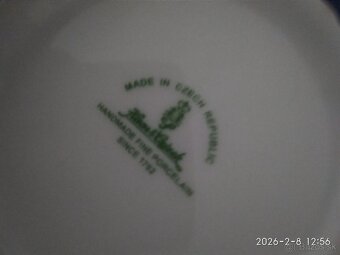 MADE IN CZECH REPUBLIC
HANDMADE FINE PORCELAIN
SINCE 1792
2026-2-8 12:56